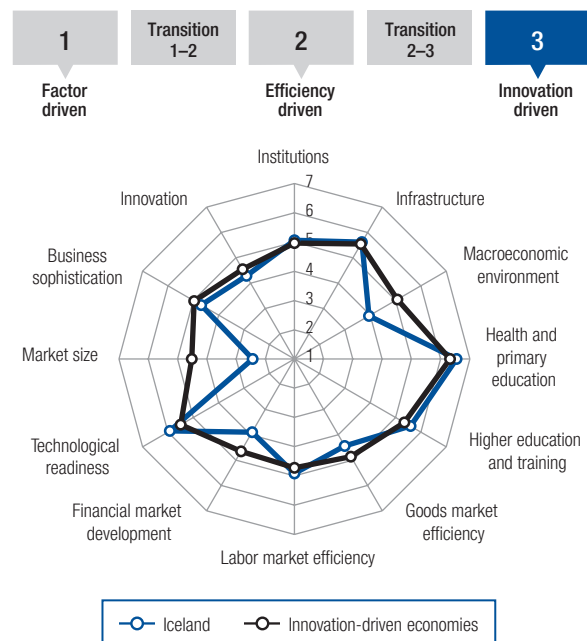 1
Transition
1–2
2
Transition
2–3
3
Factor
driven
Efficiency
driven
Innovation
driven
Institutions
Infrastructure
Macroeconomic
environment
Health and
primary
education
Higher education
and training
Goods market
efficiency
Labor market efficiency
Financial market
development
Technological
readiness
Market size
Business
sophistication
Innovation
7
6
5
4
3
2
1
Iceland
Innovation-driven economies